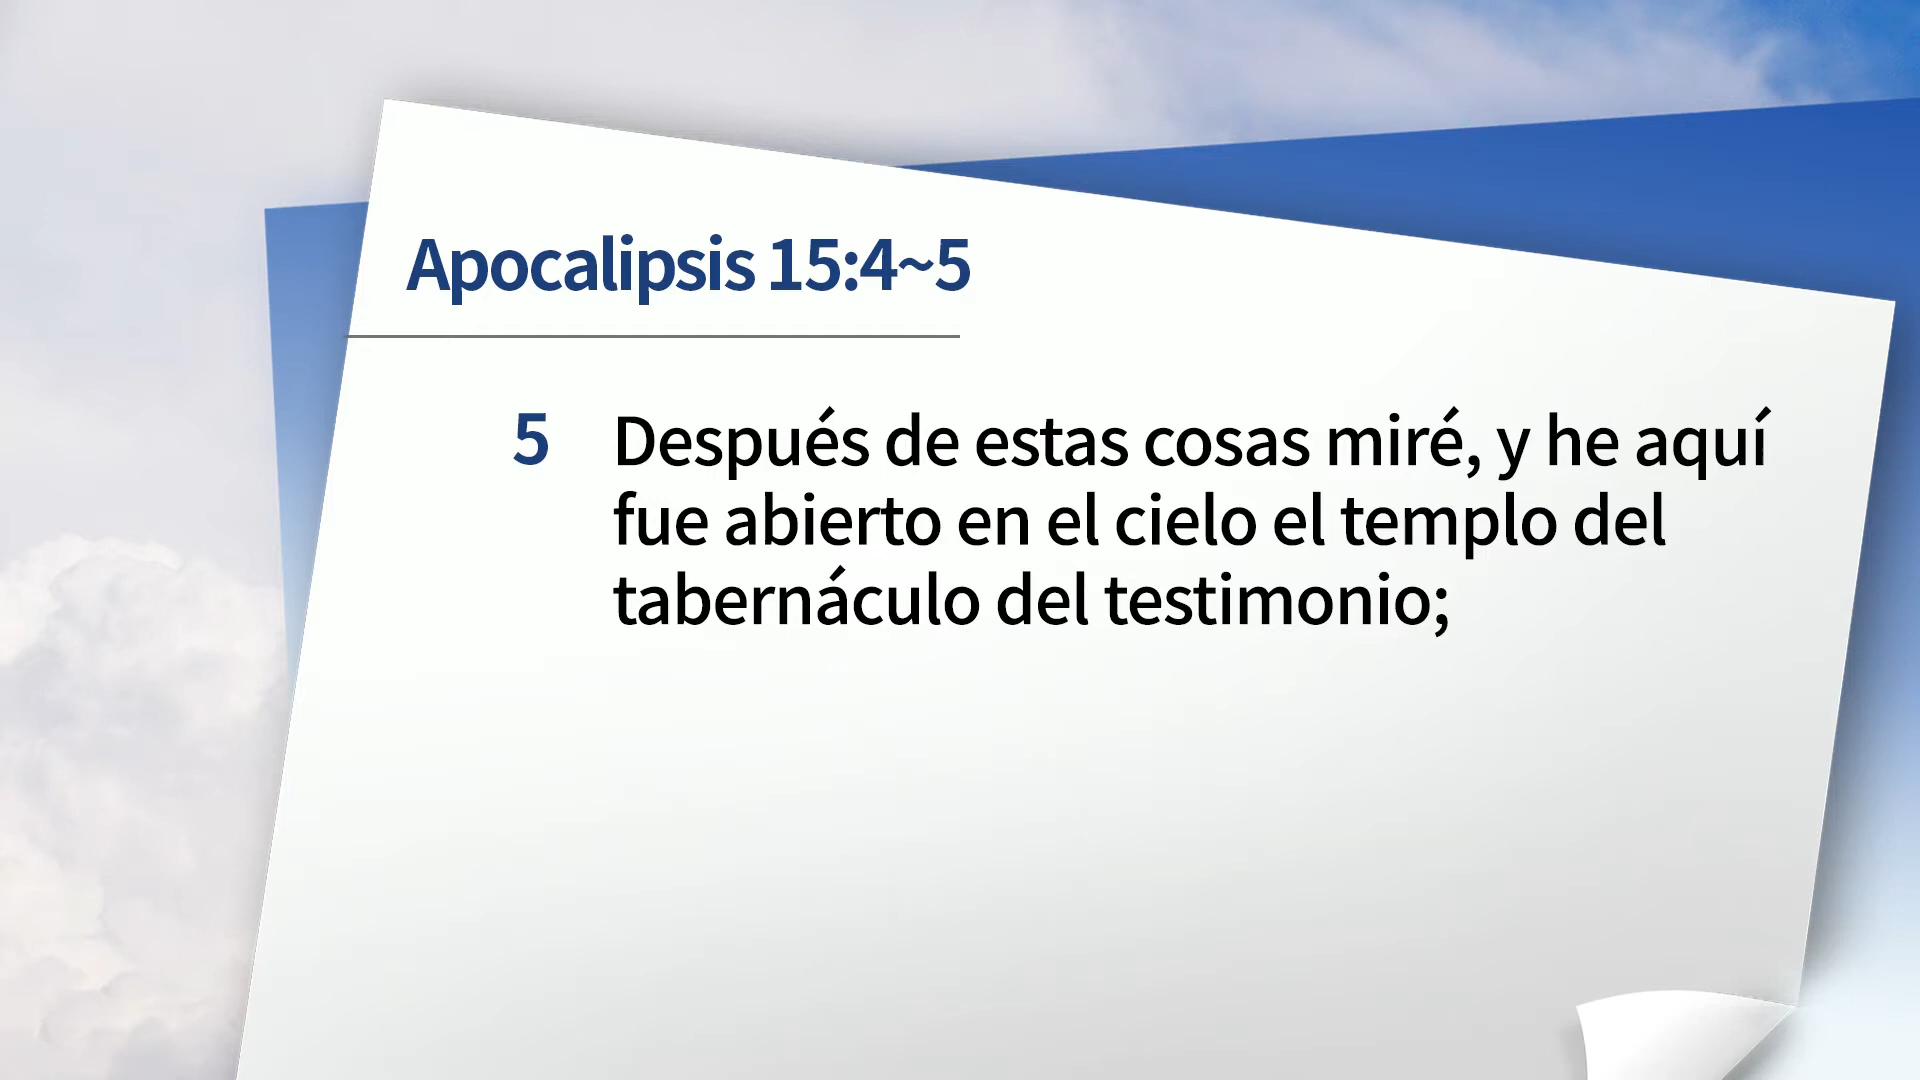 Apocalipsis 15:4~5
5 Después de estas cosas miré, y he aquí
fue abierto en el cielo el templo del
tabernáculo del testimonio;